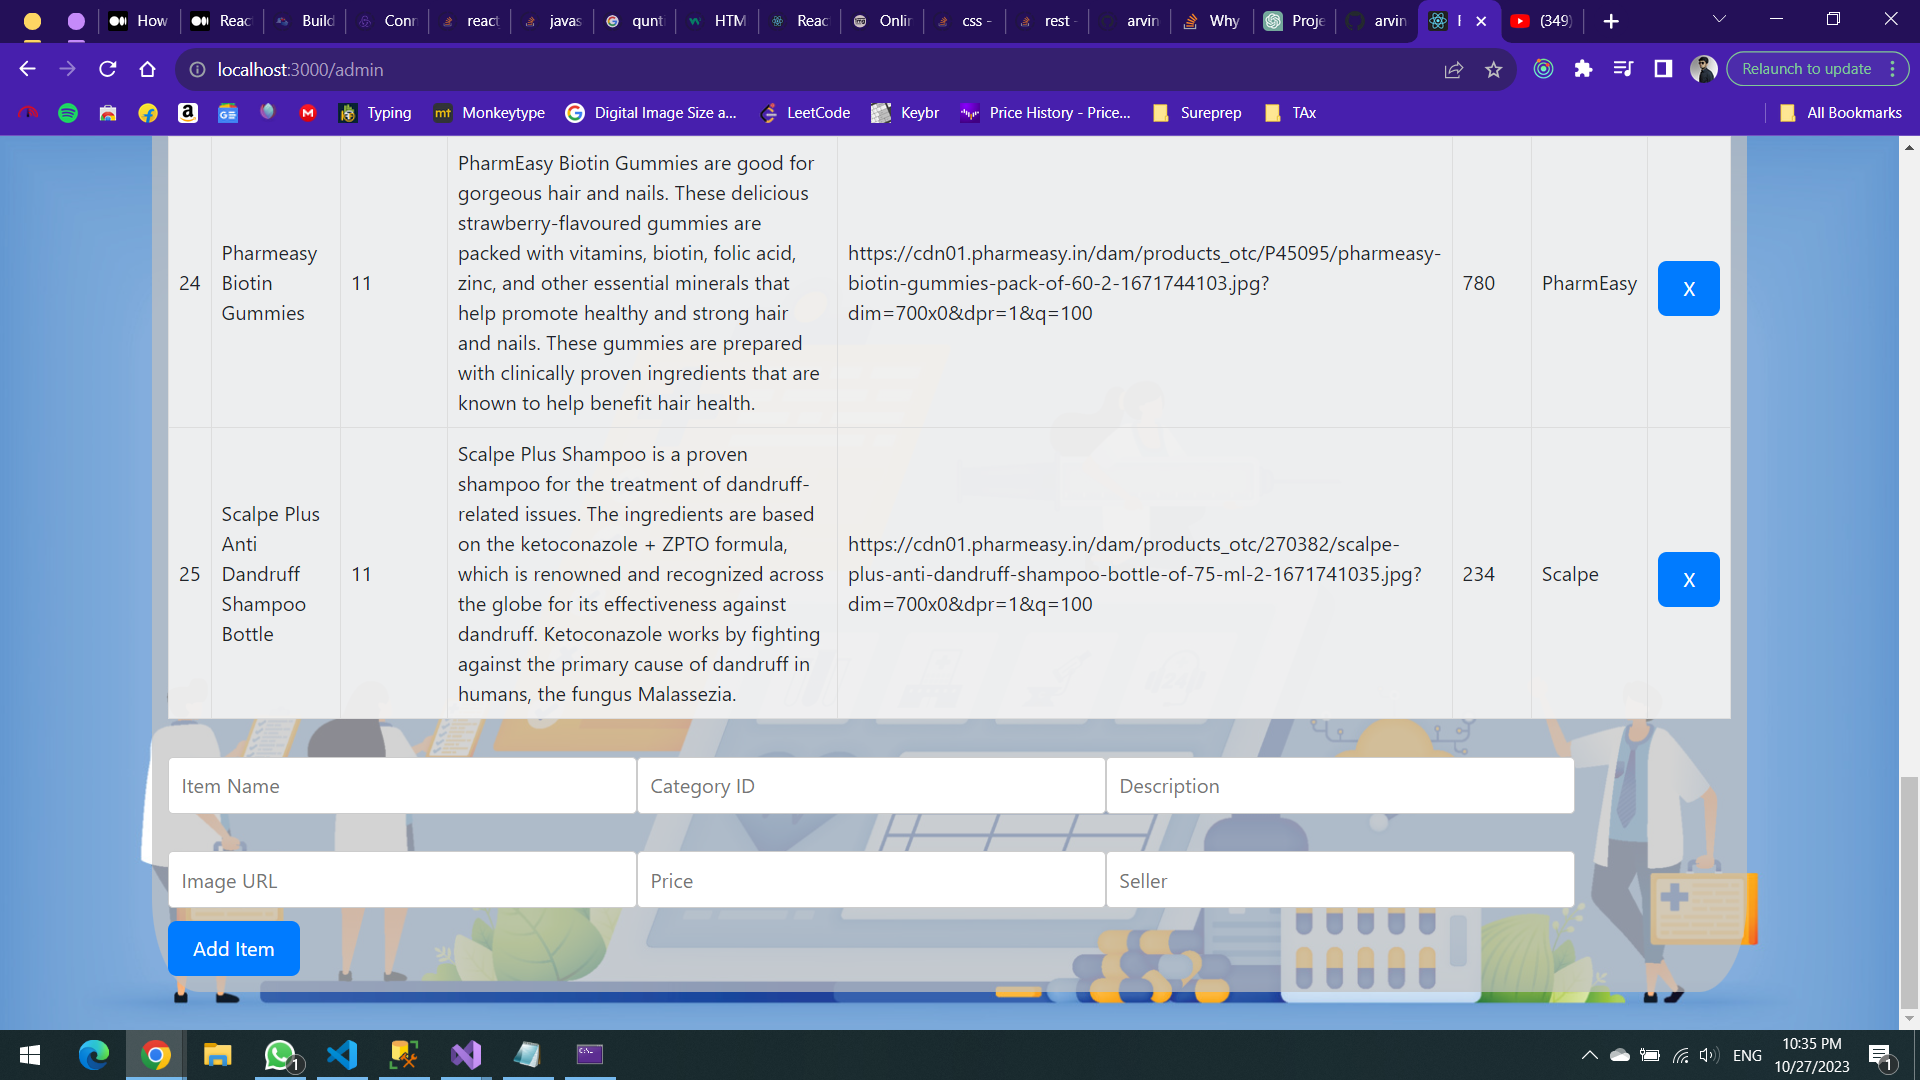 How
Reac
Build
Conn
react
javas
qunt
HTM
Reac
Onlin
css -
rest -
arvin
Why
Proje
arvin
(349)
localhost:3000/admin
Relaunch to update
Typing
mt
Monkeytype
Digital Image Size a...
LeetCode
Keybr
Price History - Price...
Sureprep
TAx
All Bookmarks
24
Pharmeasy
Biotin
Gummies
11
PharmEasy Biotin Gummies are good for
gorgeous hair and nails. These delicious
strawberry-flavoured gummies are
packed with vitamins, biotin, folic acid,
zinc, and other essential minerals that
help promote healthy and strong hair
and nails. These gummies are prepared
with clinically proven ingredients that are
known to help benefit hair health.
https://cdn01.pharmeasy.in/dam/products_otc/P45095/pharmeasy-
biotin-gummies-pack-of-60-2-1671744103.jpg?
dim=700x0&dpr=1&q=100
780
PharmEasy
X
25
Scalpe Plus
Anti
Dandruff
Shampoo
Bottle
11
Scalpe Plus Shampoo is a proven
shampoo for the treatment of dandruff-
related issues. The ingredients are based
on the ketoconazole + ZPTO formula,
which is renowned and recognized across
the globe for its effectiveness against
dandruff. Ketoconazole works by fighting
against the primary cause of dandruff in
humans, the fungus Malassezia.
https://cdn01.pharmeasy.in/dam/products_otc/270382/scalpe-
plus-anti-dandruff-shampoo-bottle-of-75-ml-2-1671741035.jpg?
dim=700x0&dpr=1&q=100
234
Scalpe
X
Item Name
Category ID
Description
Image URL
Price
Seller
Add Item
1
ENG
10:35 PM
10/27/2023
1